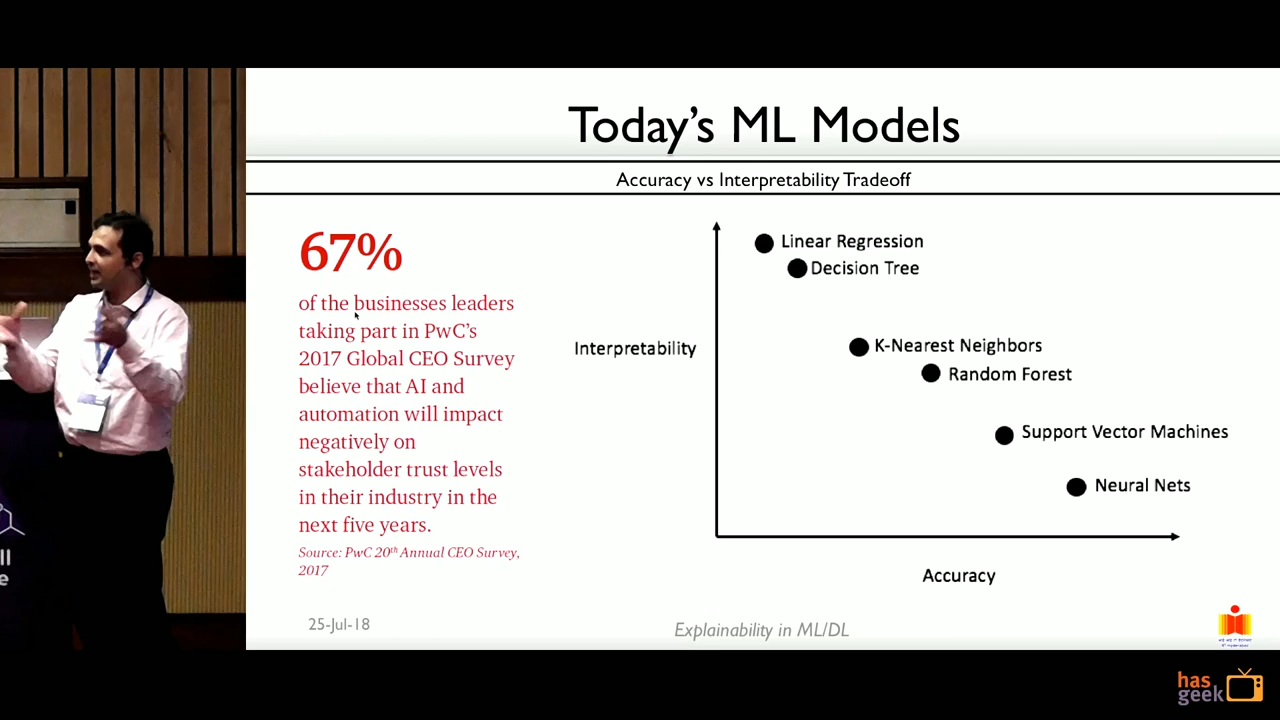 Today's ML Models
Accuracy vs Interpretability Tradeoff
67%
of the businesses leaders
taking part in PwC's
2017 Global CEO Survey
believe that AI and
automation will impact
negatively on
stakeholder trust levels
in their industry in the
next five years.
Source: PwC 20th Annual CEO Survey,
2017
Linear Regression
Decision Tree
Interpretability
K-Nearest Neighbors
Random Forest
Support Vector Machines
Neural Nets
Accuracy
25-Jul-18
Explainability in ML/DL
ll
e
has
geek